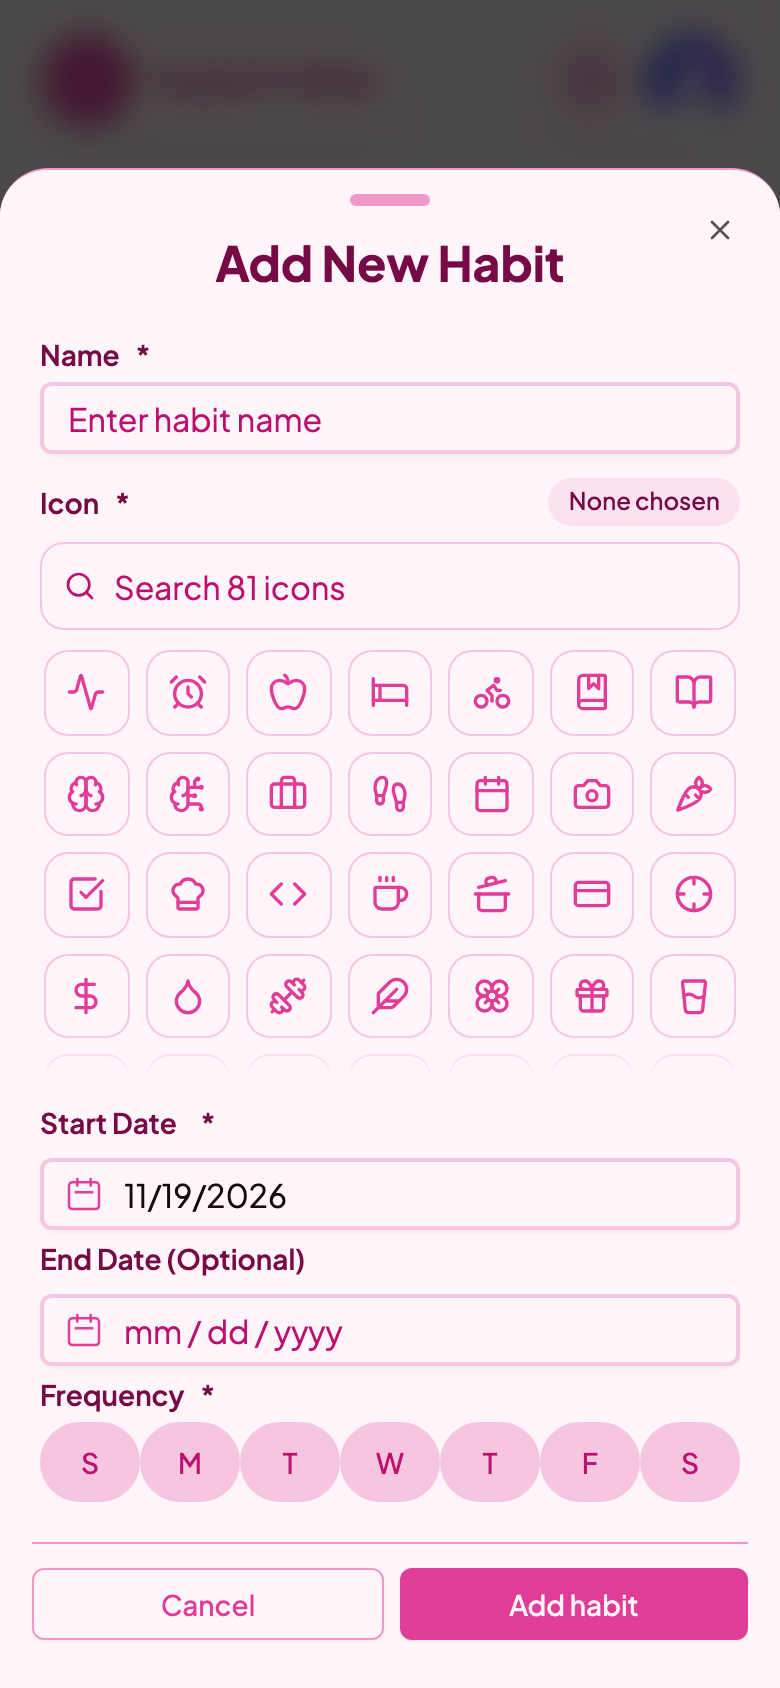 Add New Habit
Name *
Enter habit name
Icon *
None chosen
Search 81 icons
Start Date *
11/19/2026
End Date (Optional)
mm / dd / yyyy
Frequency *
S M T W T F S
Cancel
Add habit